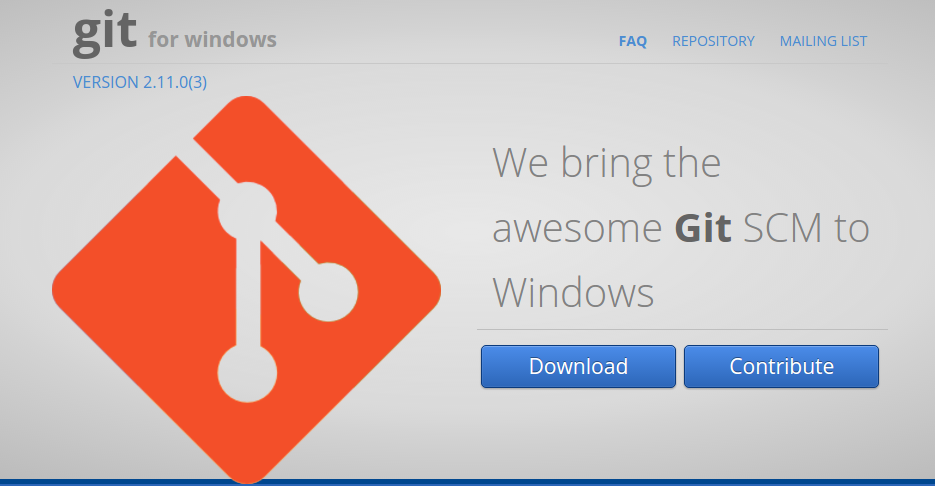 git for windows
FAQ REPOSITORY MAILING LIST
VERSION 2.11.0(3)
We bring the
awesome Git SCM to
Windows
Download Contribute